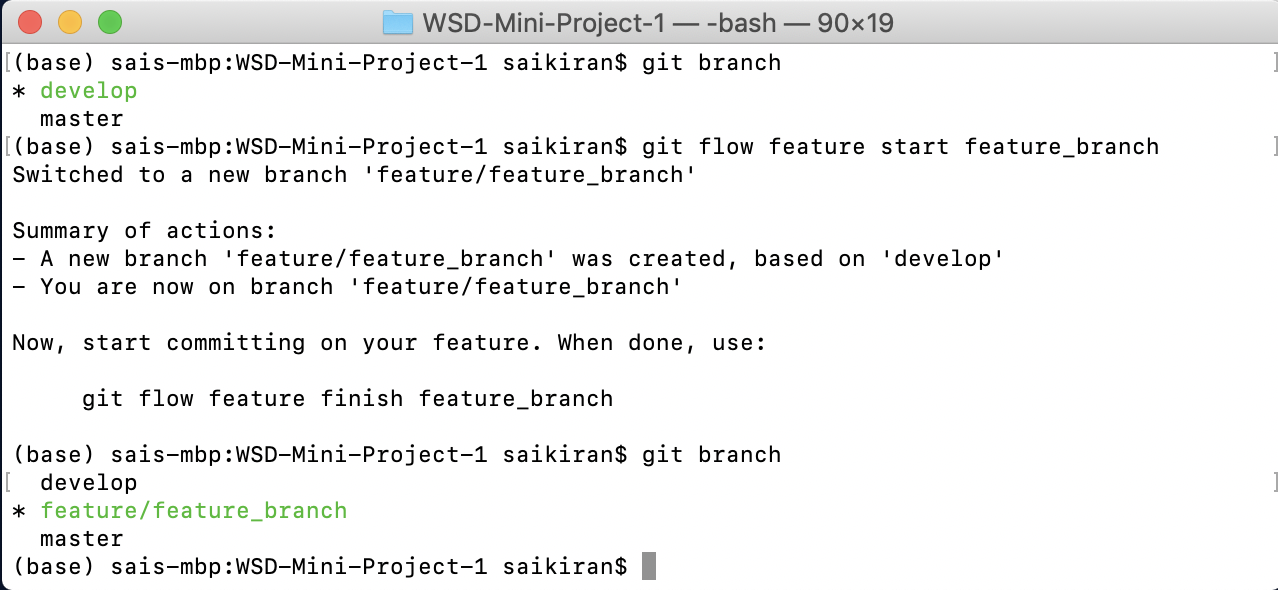 WSD-Mini-Project-1 — -bash — 90×19
(base) sais-mbp:WSD-Mini-Project-1 saikiran$ git branch
* develop
  master
(base) sais-mbp:WSD-Mini-Project-1 saikiran$ git flow feature start feature_branch
Switched to a new branch 'feature/feature_branch'

Summary of actions:
- A new branch 'feature/feature_branch' was created, based on 'develop'
- You are now on branch 'feature/feature_branch'

Now, start committing on your feature. When done, use:

     git flow feature finish feature_branch

(base) sais-mbp:WSD-Mini-Project-1 saikiran$ git branch
  develop
* feature/feature_branch
  master
(base) sais-mbp:WSD-Mini-Project-1 saikiran$